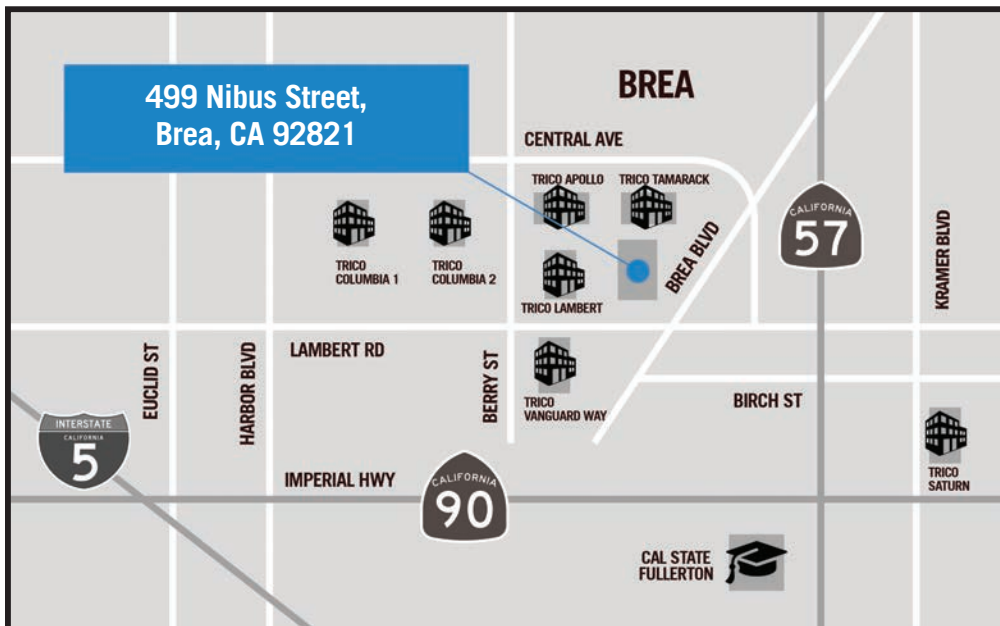 BREA
499 Nibus Street,
Brea, CA 92821
CENTRAL AVE
TRICO APOLLO
TRICO TAMARACK
CALIFORNIA
57
TRICO
COLUMBIA 1
TRICO
COLUMBIA 2
TRICO LAMBERT
BREA BLVD
KRAMER BLVD
EUCLID ST
HARBOR BLVD
LAMBERT RD
BERRY ST
TRICO
VANGUARD WAY
BIRCH ST
INTERSTATE
CALIFORNIA
5
IMPERIAL HWY
CALIFORNIA
90
TRICO
SATURN
CAL STATE
FULLERTON